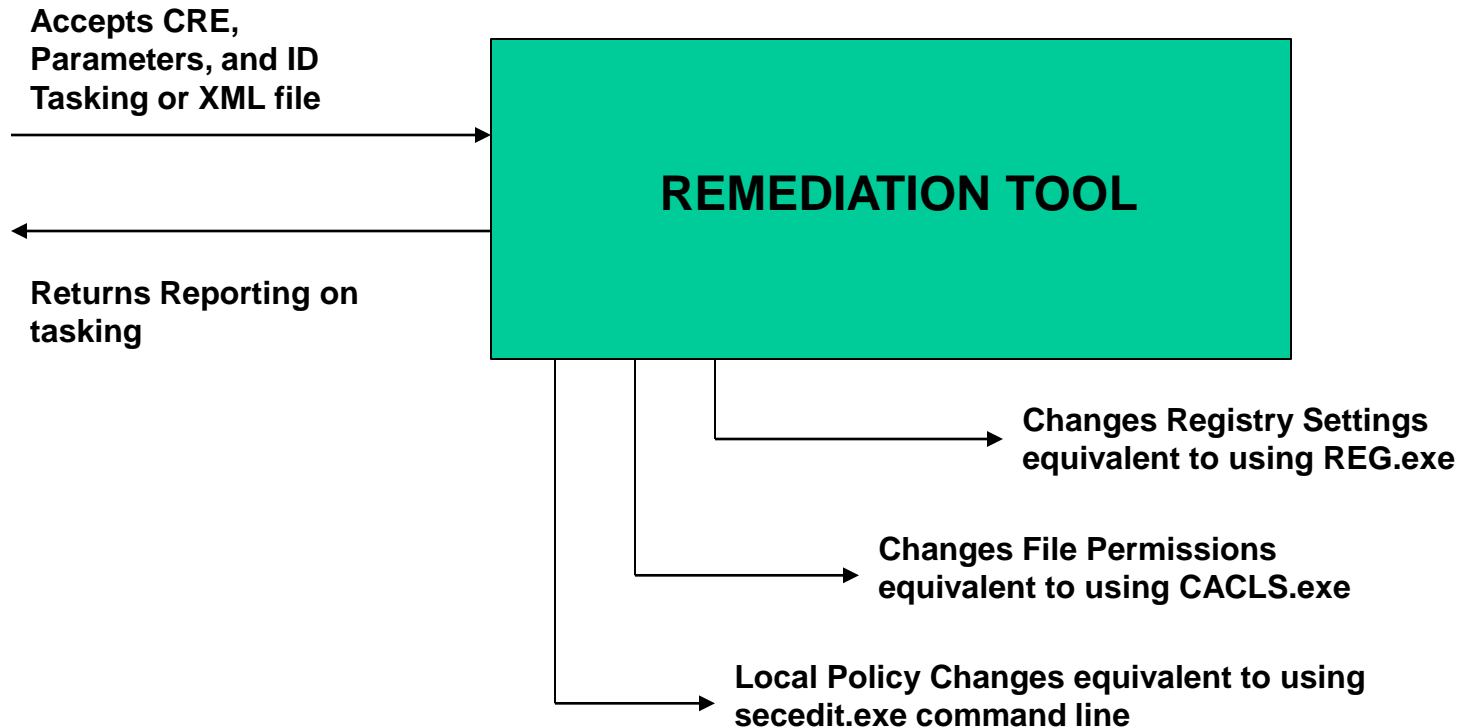 Accepts CRE,
Parameters, and ID
Tasking or XML file
REMEDIATION TOOL
Returns Reporting on
tasking
Changes Registry Settings
equivalent to using REG.exe
Changes File Permissions
equivalent to using CACLS.exe
Local Policy Changes equivalent to using
secedit.exe command line